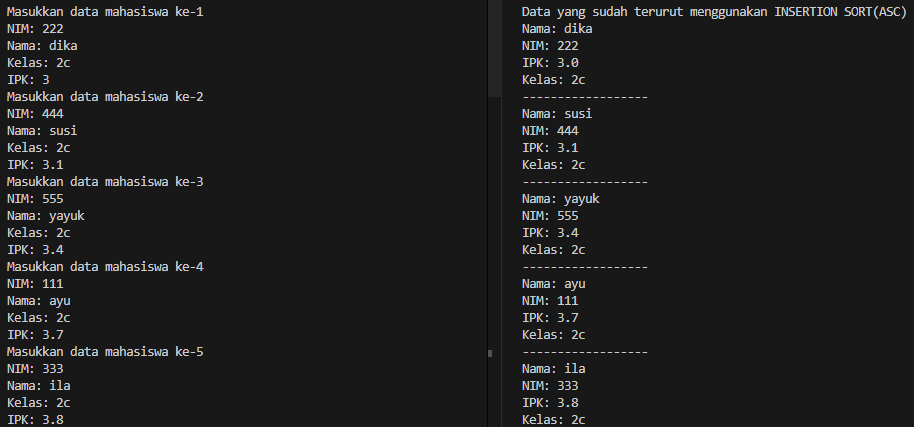 Masukkan data mahasiswa ke-1
NIM: 222
Nama: dika
Kelas: 2c
IPK: 3
Masukkan data mahasiswa ke-2
NIM: 444
Nama: susi
Kelas: 2c
IPK: 3.1
Masukkan data mahasiswa ke-3
NIM: 555
Nama: yayuk
Kelas: 2c
IPK: 3.4
Masukkan data mahasiswa ke-4
NIM: 111
Nama: ayu
Kelas: 2c
IPK: 3.7
Masukkan data mahasiswa ke-5
NIM: 333
Nama: ila
Kelas: 2c
IPK: 3.8
Data yang sudah terurut menggunakan INSERTION SORT(ASC)
Nama: dika
NIM: 222
IPK: 3.0
Kelas: 2c
------------------
Nama: susi
NIM: 444
IPK: 3.1
Kelas: 2c
------------------
Nama: yayuk
NIM: 555
IPK: 3.4
Kelas: 2c
------------------
Nama: ayu
NIM: 111
IPK: 3.7
Kelas: 2c
------------------
Nama: ila
NIM: 333
IPK: 3.8
Kelas: 2c